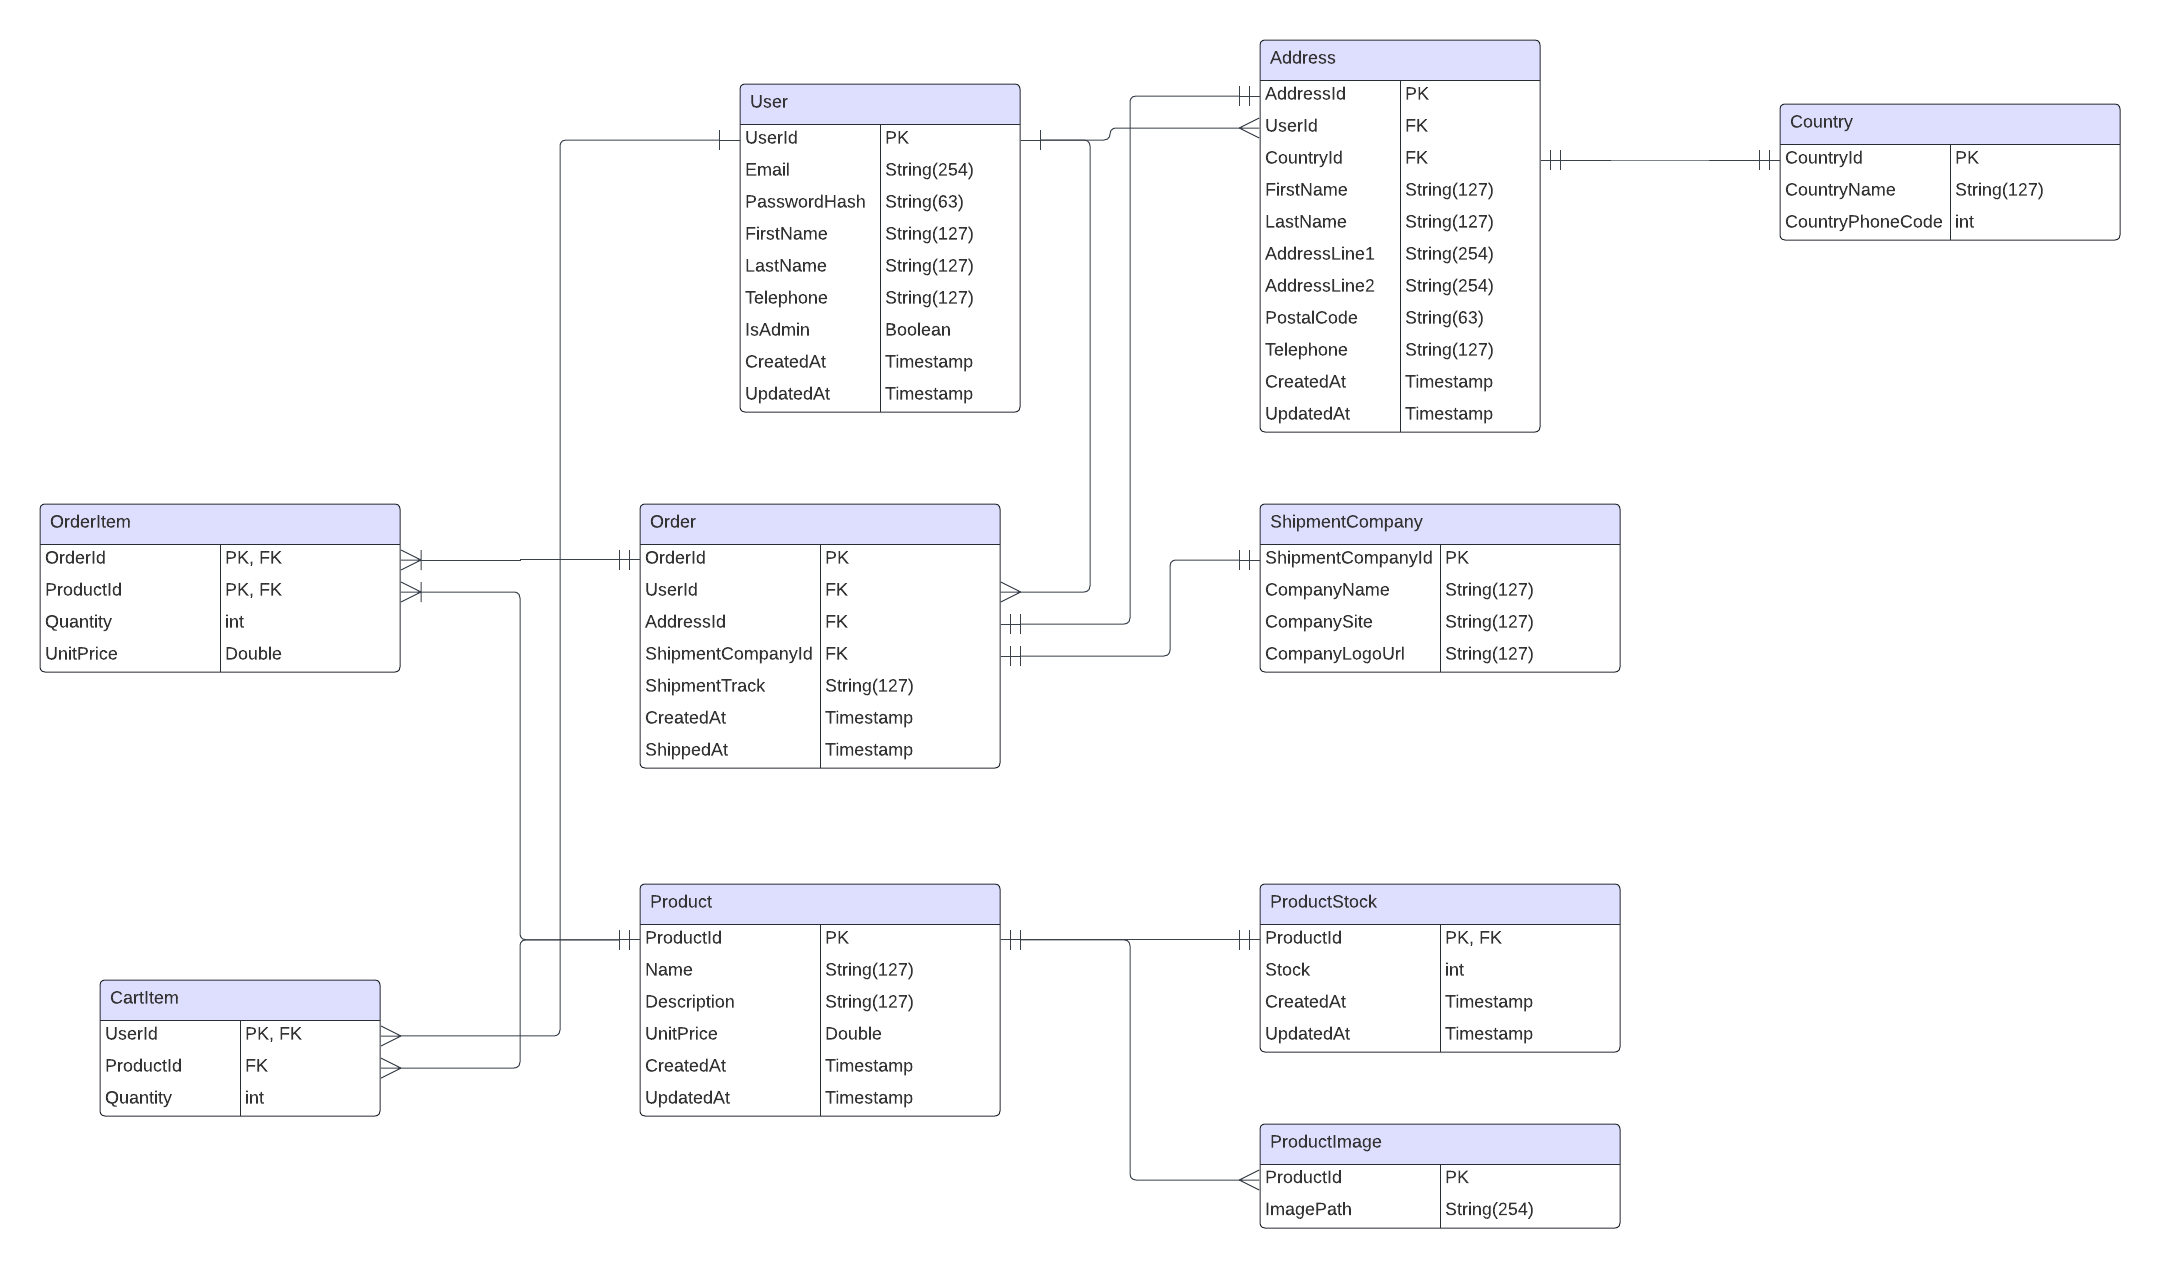 User
UserId PK
Email String(254)
PasswordHash String(63)
FirstName String(127)
LastName String(127)
Telephone String(127)
IsAdmin Boolean
CreatedAt Timestamp
UpdatedAt Timestamp
Address
AddressId PK
UserId FK
CountryId FK
FirstName String(127)
LastName String(127)
AddressLine1 String(254)
AddressLine2 String(254)
PostalCode String(63)
Telephone String(127)
CreatedAt Timestamp
UpdatedAt Timestamp
Country
CountryId PK
CountryName String(127)
CountryPhoneCode int
OrderItem
OrderId PK, FK
ProductId PK, FK
Quantity int
UnitPrice Double
Order
OrderId PK
UserId FK
AddressId FK
ShipmentCompanyId FK
ShipmentTrack String(127)
CreatedAt Timestamp
ShippedAt Timestamp
ShipmentCompany
ShipmentCompanyId PK
CompanyName String(127)
CompanySite String(127)
CompanyLogoUrl String(127)
CartItem
UserId PK, FK
ProductId FK
Quantity int
Product
ProductId PK
Name String(127)
Description String(127)
UnitPrice Double
CreatedAt Timestamp
UpdatedAt Timestamp
ProductStock
ProductId PK, FK
Stock int
CreatedAt Timestamp
UpdatedAt Timestamp
ProductImage
ProductId PK
ImagePath String(254)